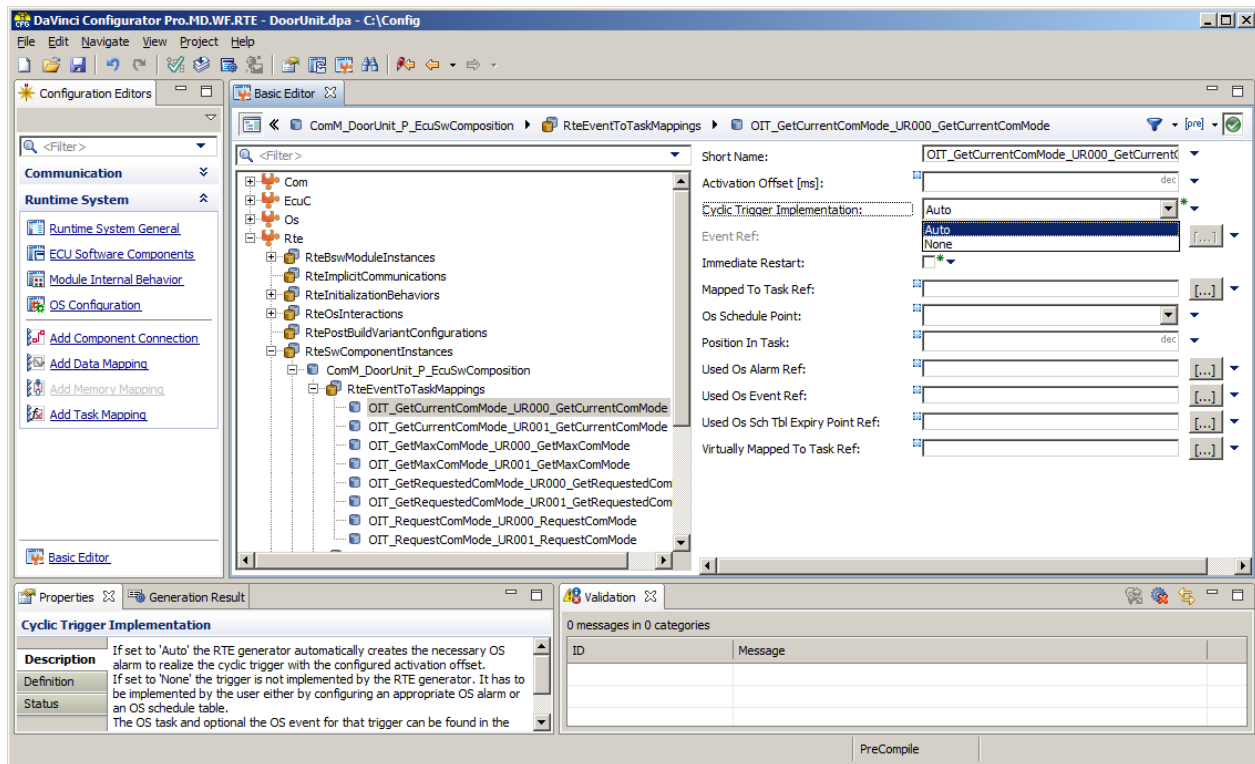 DaVinci Configurator Pro.MD.WF.RTE - DoorUnit.dpa - C:\Config
File Edit Navigate View Project Help
Configuration Editors
<Filter>
Communication
Runtime System
Runtime System General
ECU Software Components
Module Internal Behavior
OS Configuration
Add Component Connection
Add Data Mapping
Add Memory Mapping
Add Task Mapping
Basic Editor
Basic Editor
ComM_DoorUnit_P_EcuSwComposition RteEventToTaskMappings OIT_GetCurrentComMode_UR000_GetCurrentComMode [pre]
<Filter>
Com
EcuC
Os
Rte
RteBswModuleInstances
RteImplicitCommunications
RteInitializationBehaviors
RteOsInteractions
RtePostBuildVariantConfigurations
RteSwComponentInstances
ComM_DoorUnit_P_EcuSwComposition
RteEventToTaskMappings
OIT_GetCurrentComMode_UR000_GetCurrentComMode
OIT_GetCurrentComMode_UR001_GetCurrentComMode
OIT_GetMaxComMode_UR000_GetMaxComMode
OIT_GetMaxComMode_UR001_GetMaxComMode
OIT_GetRequestedComMode_UR000_GetRequestedCom
OIT_GetRequestedComMode_UR001_GetRequestedCom
OIT_RequestComMode_UR000_RequestComMode
OIT_RequestComMode_UR001_RequestComMode
Short Name: OIT_GetCurrentComMode_UR000_GetCurrent
Activation Offset [ms]: dec
Cyclic Trigger Implementation: Auto
Auto
None
Event Ref: [...]
Immediate Restart:
Mapped To Task Ref: [...]
Os Schedule Point:
Position In Task: dec
Used Os Alarm Ref: [...]
Used Os Event Ref: [...]
Used Os Sch Tbl Expiry Point Ref: [...]
Virtually Mapped To Task Ref: [...]
Properties Generation Result
Cyclic Trigger Implementation
Description
Definition
Status
If set to 'Auto' the RTE generator automatically creates the necessary OS
alarm to realize the cyclic trigger with the configured activation offset.
If set to 'None' the trigger is not implemented by the RTE generator. It has to
be implemented by the user either by configuring an appropriate OS alarm or
an OS schedule table.
The OS task and optional the OS event for that trigger can be found in the
Validation
0 messages in 0 categories
ID Message
PreCompile